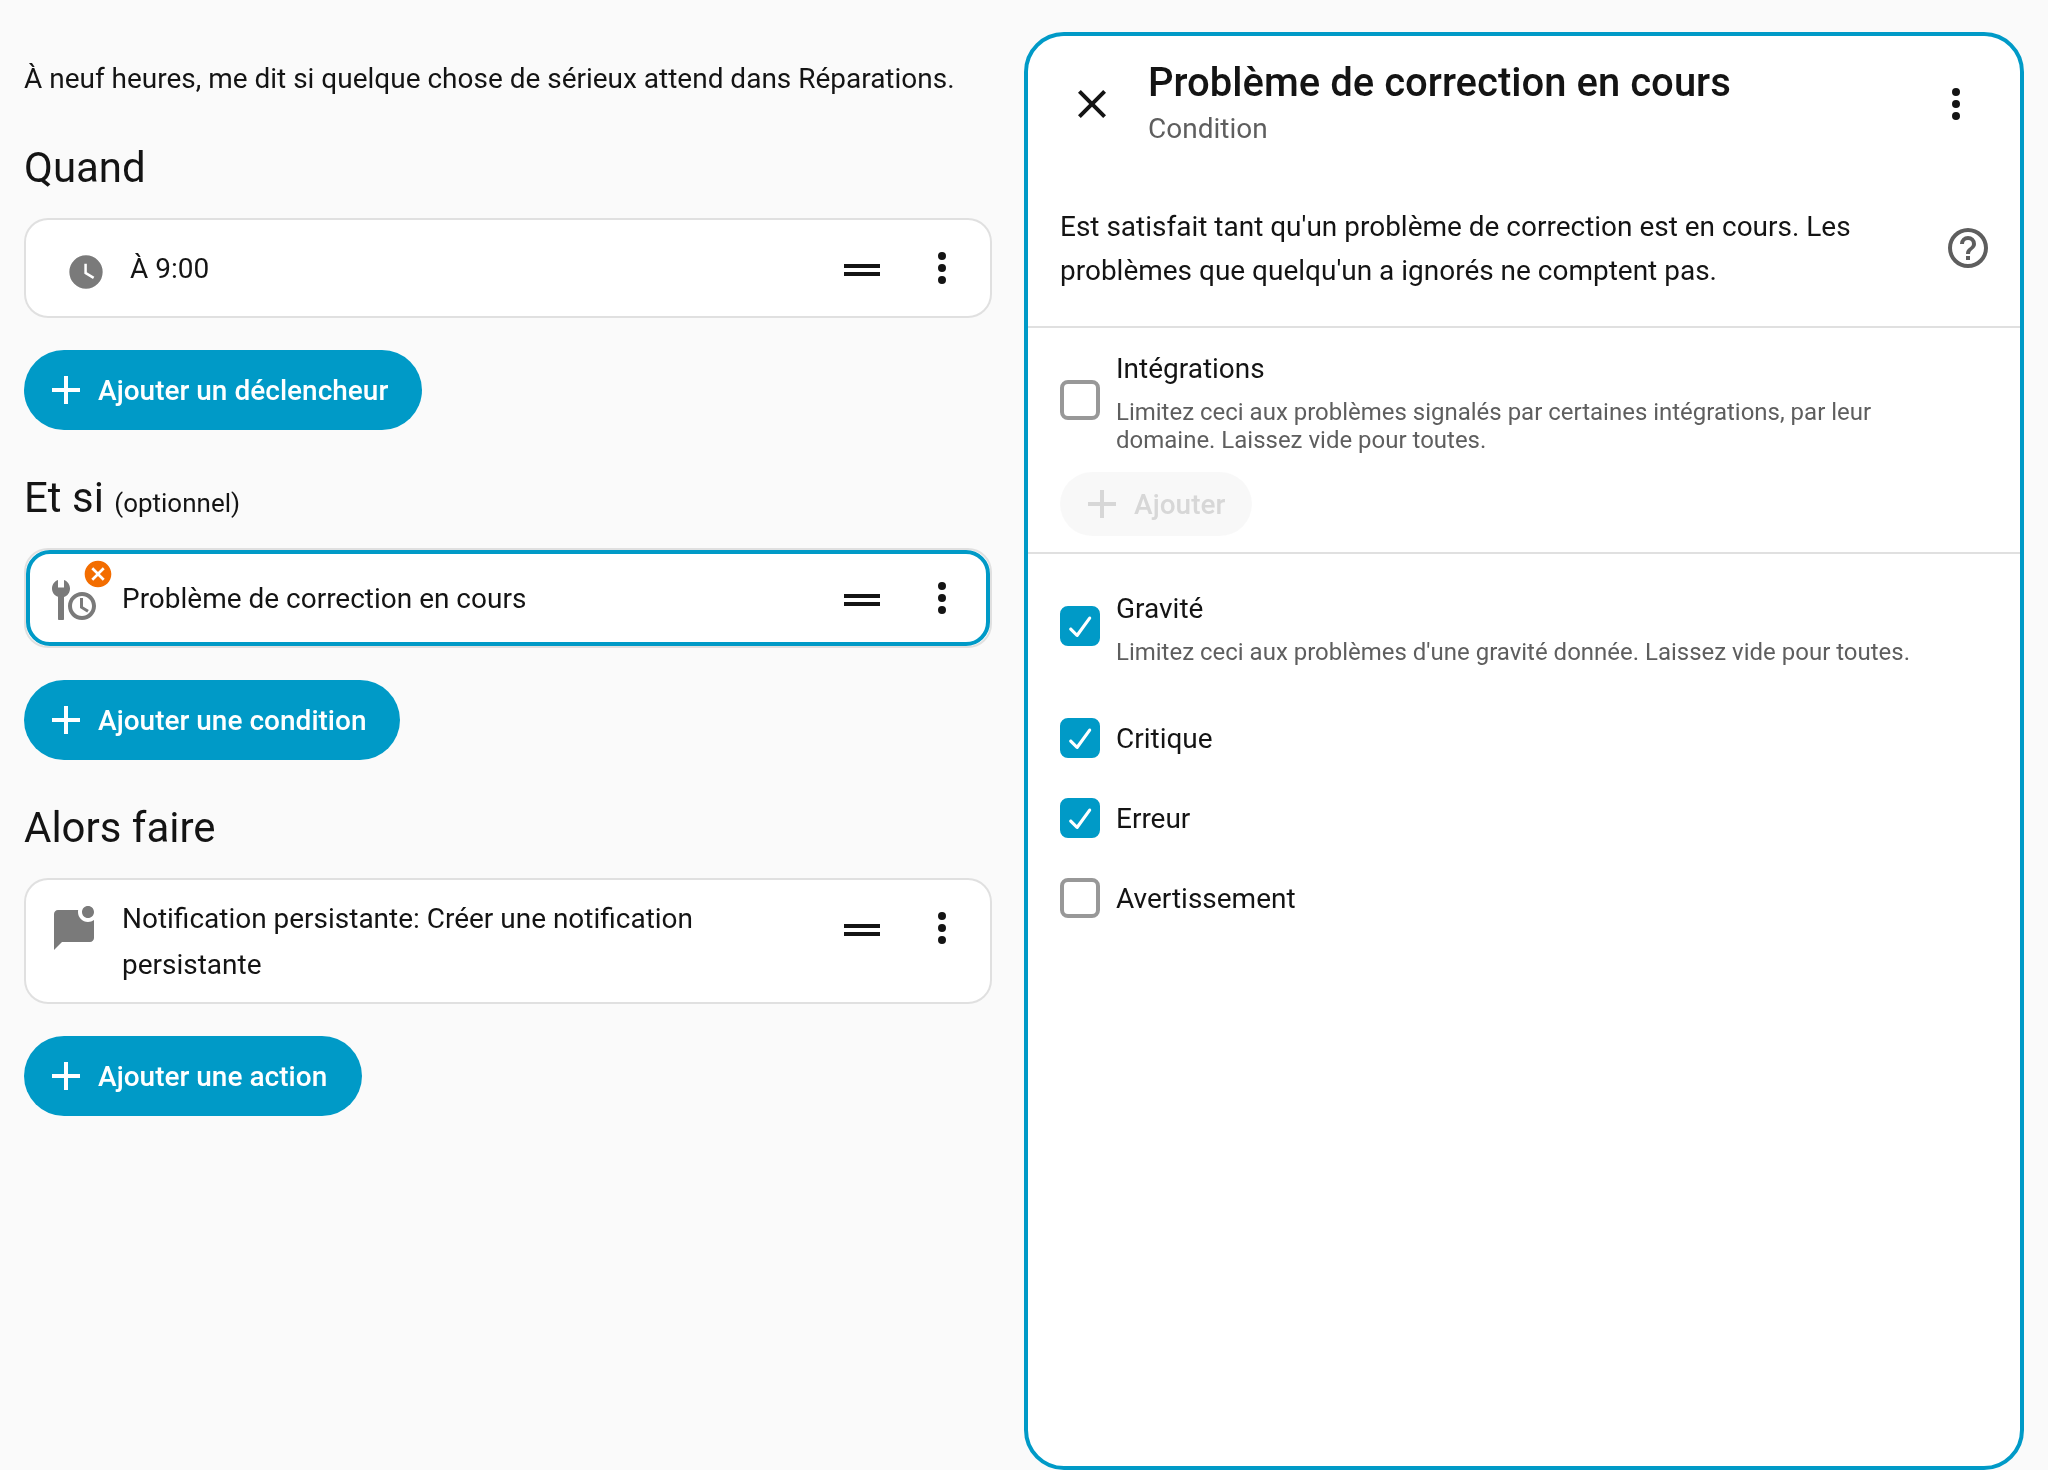 À neuf heures, me dit si quelque chose de sérieux attend dans Réparations.
Quand
À 9:00
Ajouter un déclencheur
Et si (optionnel)
Problème de correction en cours
Ajouter une condition
Alors faire
Notification persistante: Créer une notification
persistante
Ajouter une action
Problème de correction en cours
Condition
Est satisfait tant qu'un problème de correction est en cours. Les
problèmes que quelqu'un a ignorés ne comptent pas.
Intégrations
Limitez ceci aux problèmes signalés par certaines intégrations, par leur
domaine. Laissez vide pour toutes.
Ajouter
Gravité
Limitez ceci aux problèmes d'une gravité donnée. Laissez vide pour toutes.
Critique
Erreur
Avertissement